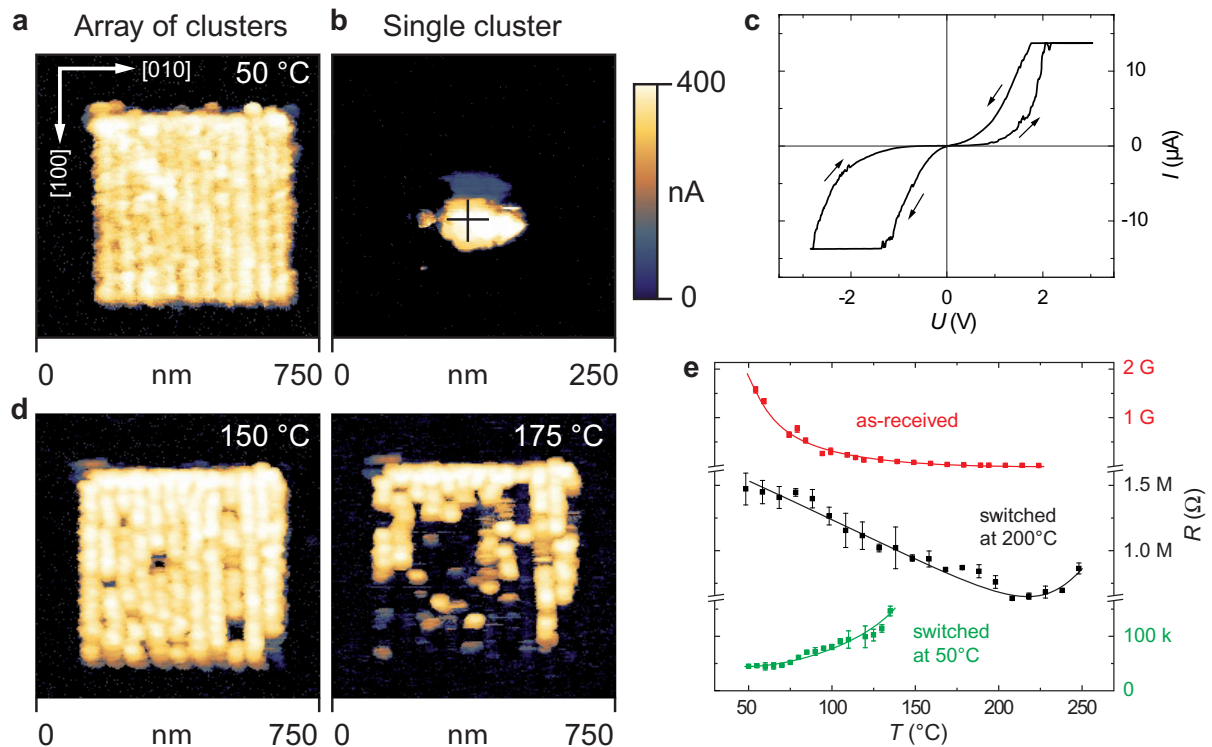 a Array of clusters
[010] 50 °C
[100]
0 nm 750
b Single cluster
0 nm 250
400
nA
0
c
10
0
-10
I (µA)
-2 0 2
U (V)
d
150 °C
0 nm 750
175 °C
0 nm 750
e
2 G
as-received
1 G
1.5 M
switched
at 200°C
1.0 M
R (Ω)
switched
at 50°C
100 k
0
50 100 150 200 250
T (°C)